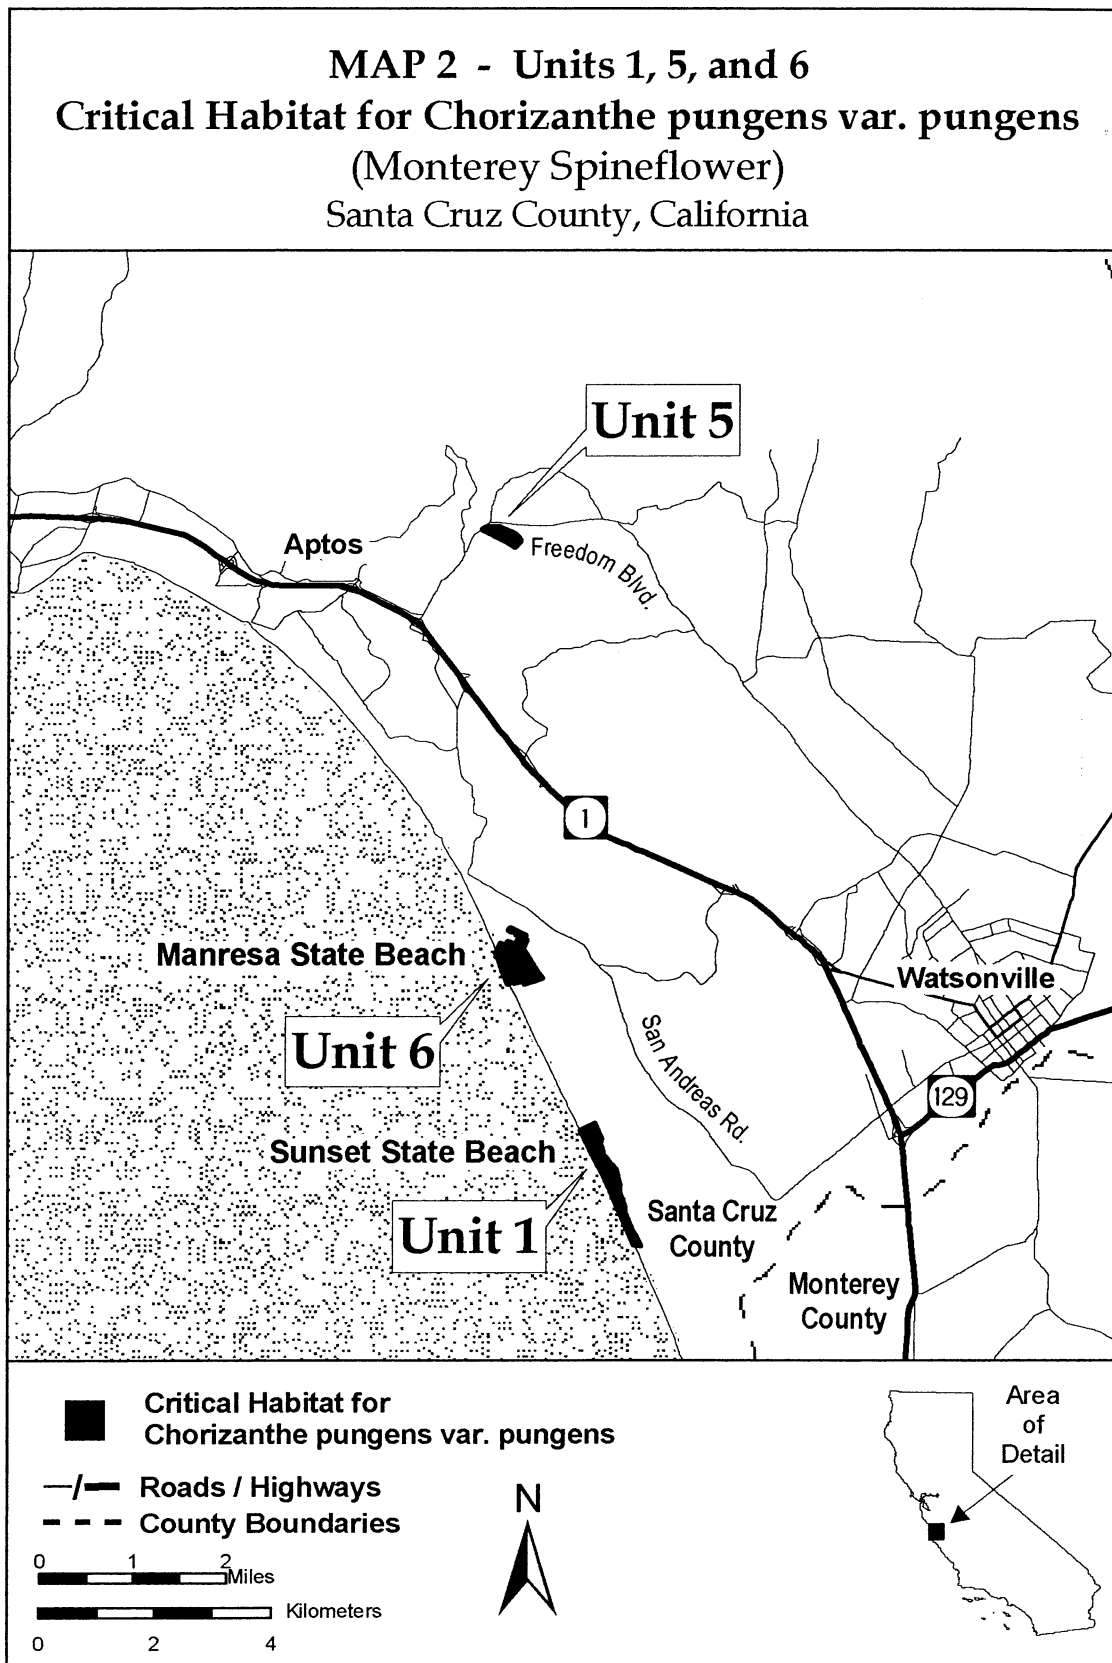 MAP 2 - Units 1, 5, and 6
Critical Habitat for Chorizanthe pungens var. pungens
(Monterey Spineflower)
Santa Cruz County, California
Unit 5
Aptos
Freedom Blvd.
1
Manresa State Beach
Watsonville
Unit 6
San Andreas Rd.
129
Sunset State Beach
Unit 1
Santa Cruz
County
Monterey
County
Critical Habitat for
Chorizanthe pungens var. pungens
Roads / Highways
County Boundaries
0 1 2
Miles
Kilometers
0 2 4
N
Area
of
Detail